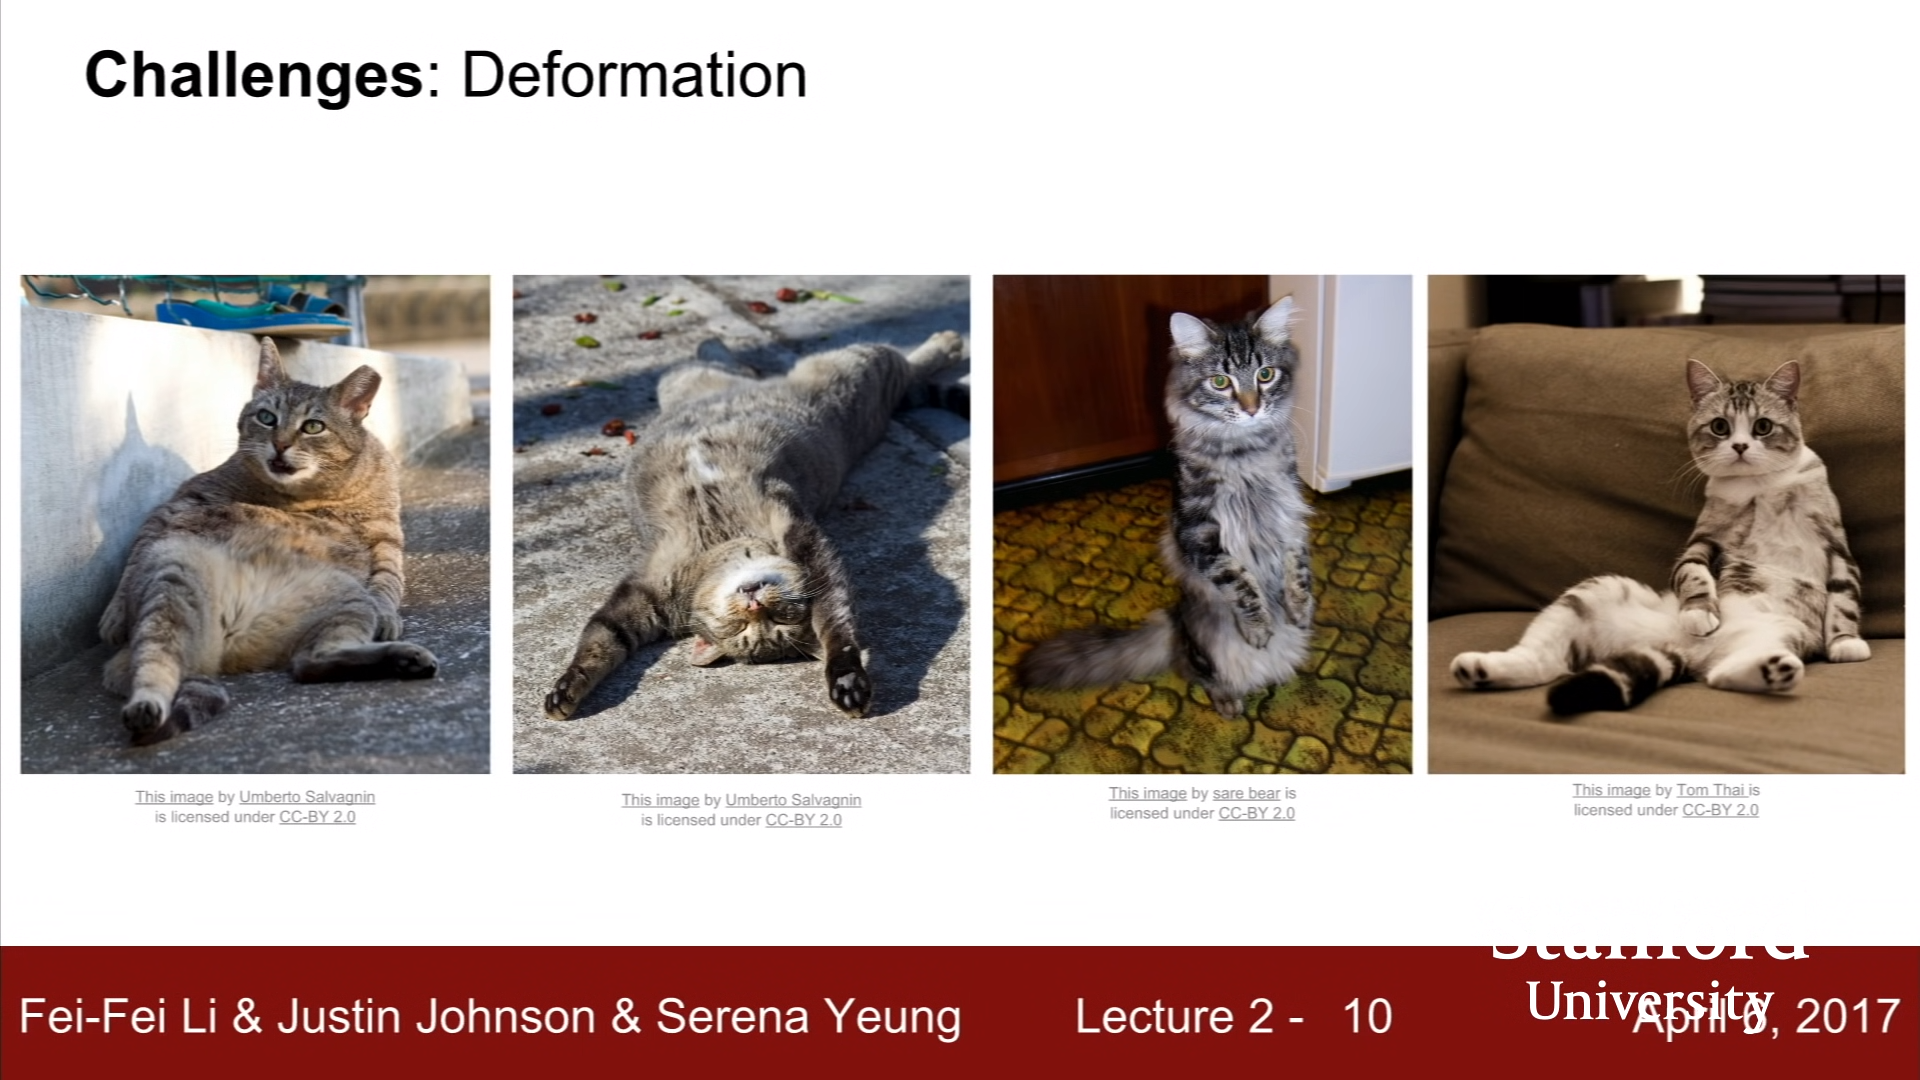 Challenges: Deformation
This image by Umberto Salvagnin
is licensed under CC-BY 2.0
This image by Umberto Salvagnin
is licensed under CC-BY 2.0
This image by sare bear is
licensed under CC-BY 2.0
This image by Tom Thai is
licensed under CC-BY 2.0
Fei-Fei Li & Justin Johnson & Serena Yeung
Lecture 2 - 10
Stanford
University
April 6, 2017